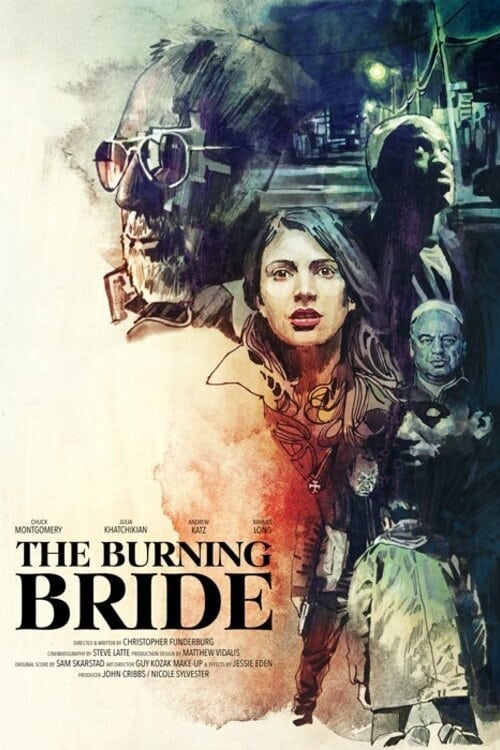 CHUCK MONTGOMERY
JULIA KHATCHIKIAN
ANDREW KATZ
LONG
THE BURNING
BRIDE
DIRECTED & WRITTEN BY CHRISTOPHER FUNDERBURG
CINEMATOGRAPHY BY STEVE LATTE PRODUCTION DESIGN BY MATTHEW VIDALIS
ORIGINAL SCORE BY SAM SKARSTAD ART DIRECTOR GUY KOZAK MAKE-UP & EFFECTS BY JESSIE EDEN
PRODUCER JOHN CRIBBS / NICOLE SYLVESTER